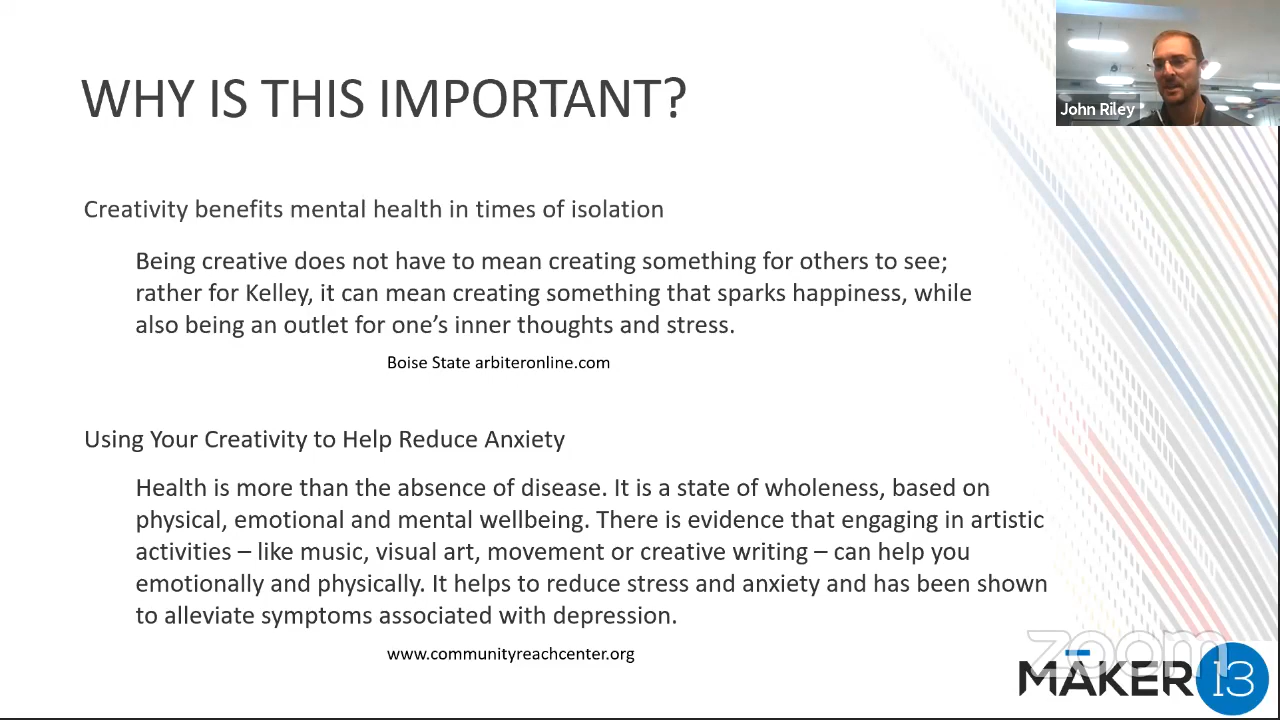 WHY IS THIS IMPORTANT?
John Riley
Creativity benefits mental health in times of isolation
Being creative does not have to mean creating something for others to see;
rather for Kelley, it can mean creating something that sparks happiness, while
also being an outlet for one’s inner thoughts and stress.
Boise State arbiteronline.com
Using Your Creativity to Help Reduce Anxiety
Health is more than the absence of disease. It is a state of wholeness, based on
physical, emotional and mental wellbeing. There is evidence that engaging in artistic
activities – like music, visual art, movement or creative writing – can help you
emotionally and physically. It helps to reduce stress and anxiety and has been shown
to alleviate symptoms associated with depression.
www.communityreachcenter.org
zoom
MĀKER 13